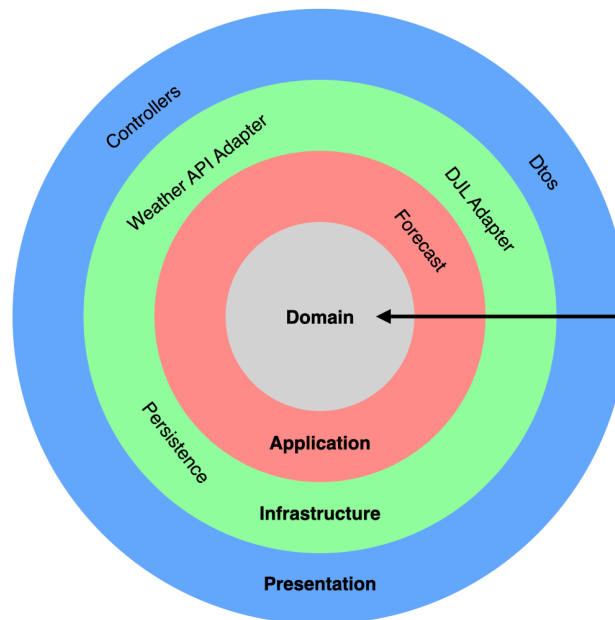 Controllers
Dtos
Weather API Adapter
DJL Adapter
Forecast
Domain
Persistence
Application
Infrastructure
Presentation